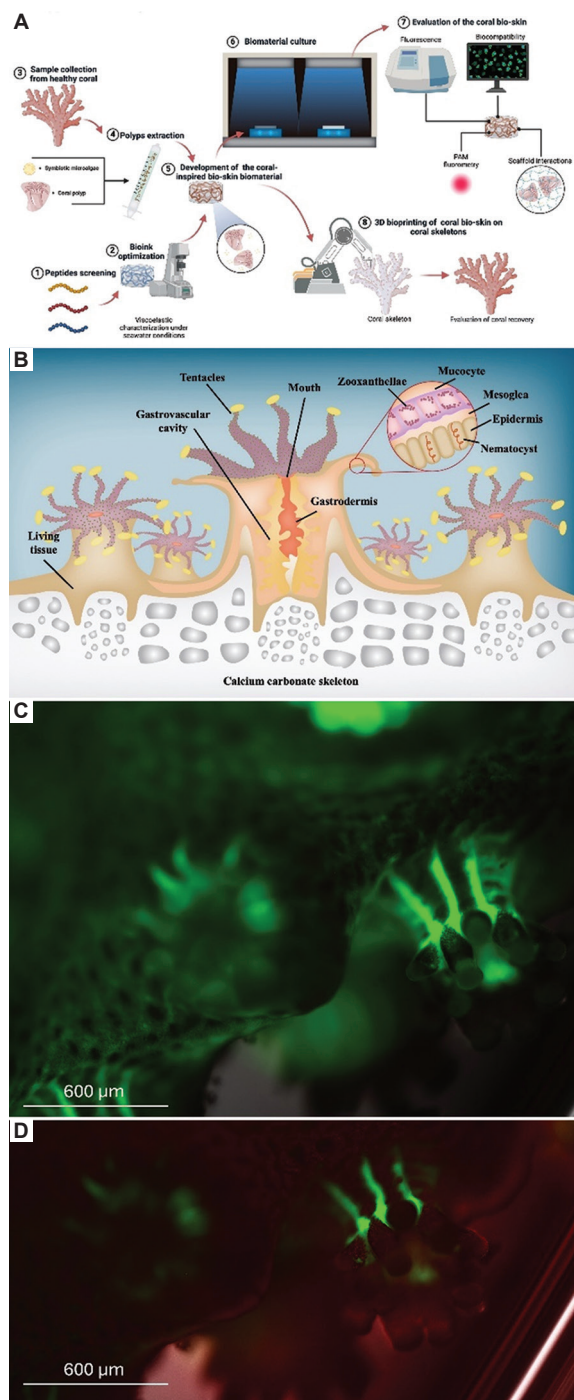 A
③ Sample collection
from healthy coral
④ Polyps extraction
+ Symbiotic microalgae
+ Coral polyp
① Peptides screening
② Bioink
optimization
Viscoelastic
characterization under
seawater conditions
⑤ Development of the coral-
inspired bio-skin biomaterial
⑥ Biomaterial culture
⑦ Evaluation of the coral bio-skin
Fluorescence
Biocompatibility
PAM
fluorometry
Scaffold interactions
⑧ 3D bioprinting of coral bio-skin on
coral skeletons
Coral skeleton
Evaluation of coral recovery
B
Tentacles
Mouth
Gastrovascular
cavity
Zooxanthellae
Mucocyte
Mesoglea
Epidermis
Nematocyst
Gastrodermis
Living
tissue
Calcium carbonate skeleton
C
600 µm
D
600 µm